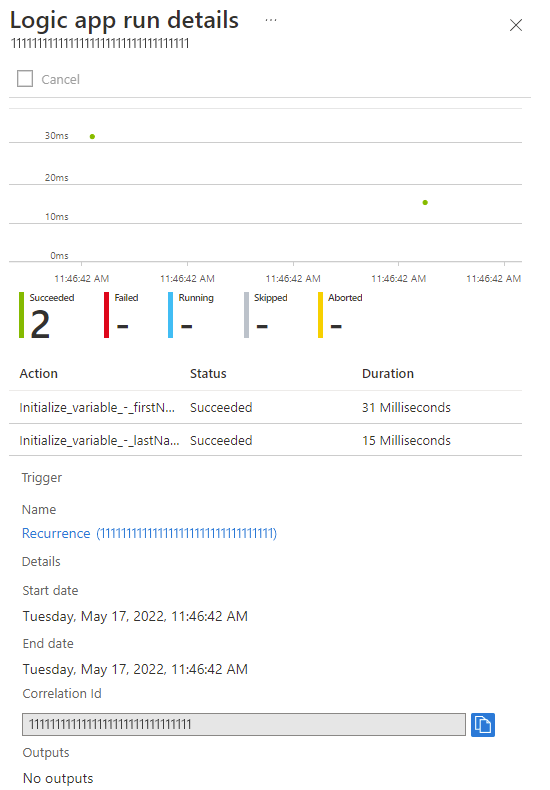 Logic app run details ...
11111111111111111111111111111111111
Cancel
30ms
20ms
10ms
0ms
11:46:42 AM 11:46:42 AM 11:46:42 AM 11:46:42 AM 11:46:42 AM
Succeeded Failed Running Skipped Aborted
2 - - - -
Action Status Duration
Initialize_variable_-_firstN... Succeeded 31 Milliseconds
Initialize_variable_-_lastNa... Succeeded 15 Milliseconds
Trigger
Name
Recurrence (1111111111111111111111111111111111)
Details
Start date
Tuesday, May 17, 2022, 11:46:42 AM
End date
Tuesday, May 17, 2022, 11:46:42 AM
Correlation Id
11111111111111111111111111111111
Outputs
No outputs